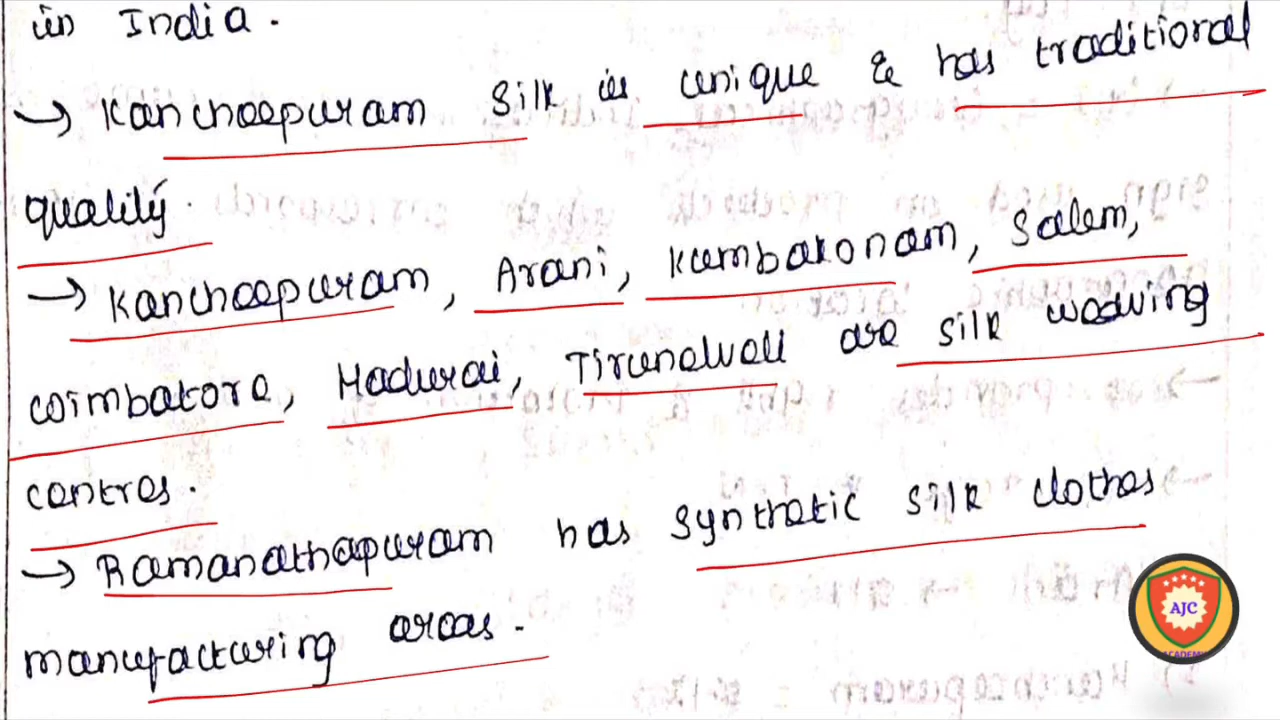 in India.
→ Kancheepuram Silk is unique & has traditional
quality.
→ Kancheepuram, Arani, Kumbakonam, Salem,
Coimbatore, Madurai, Tirunelveli are silk weaving
centres.
→ Ramanathapuram has synthetic silk clothes
manufacturing areas.
AJC
ACADEMY